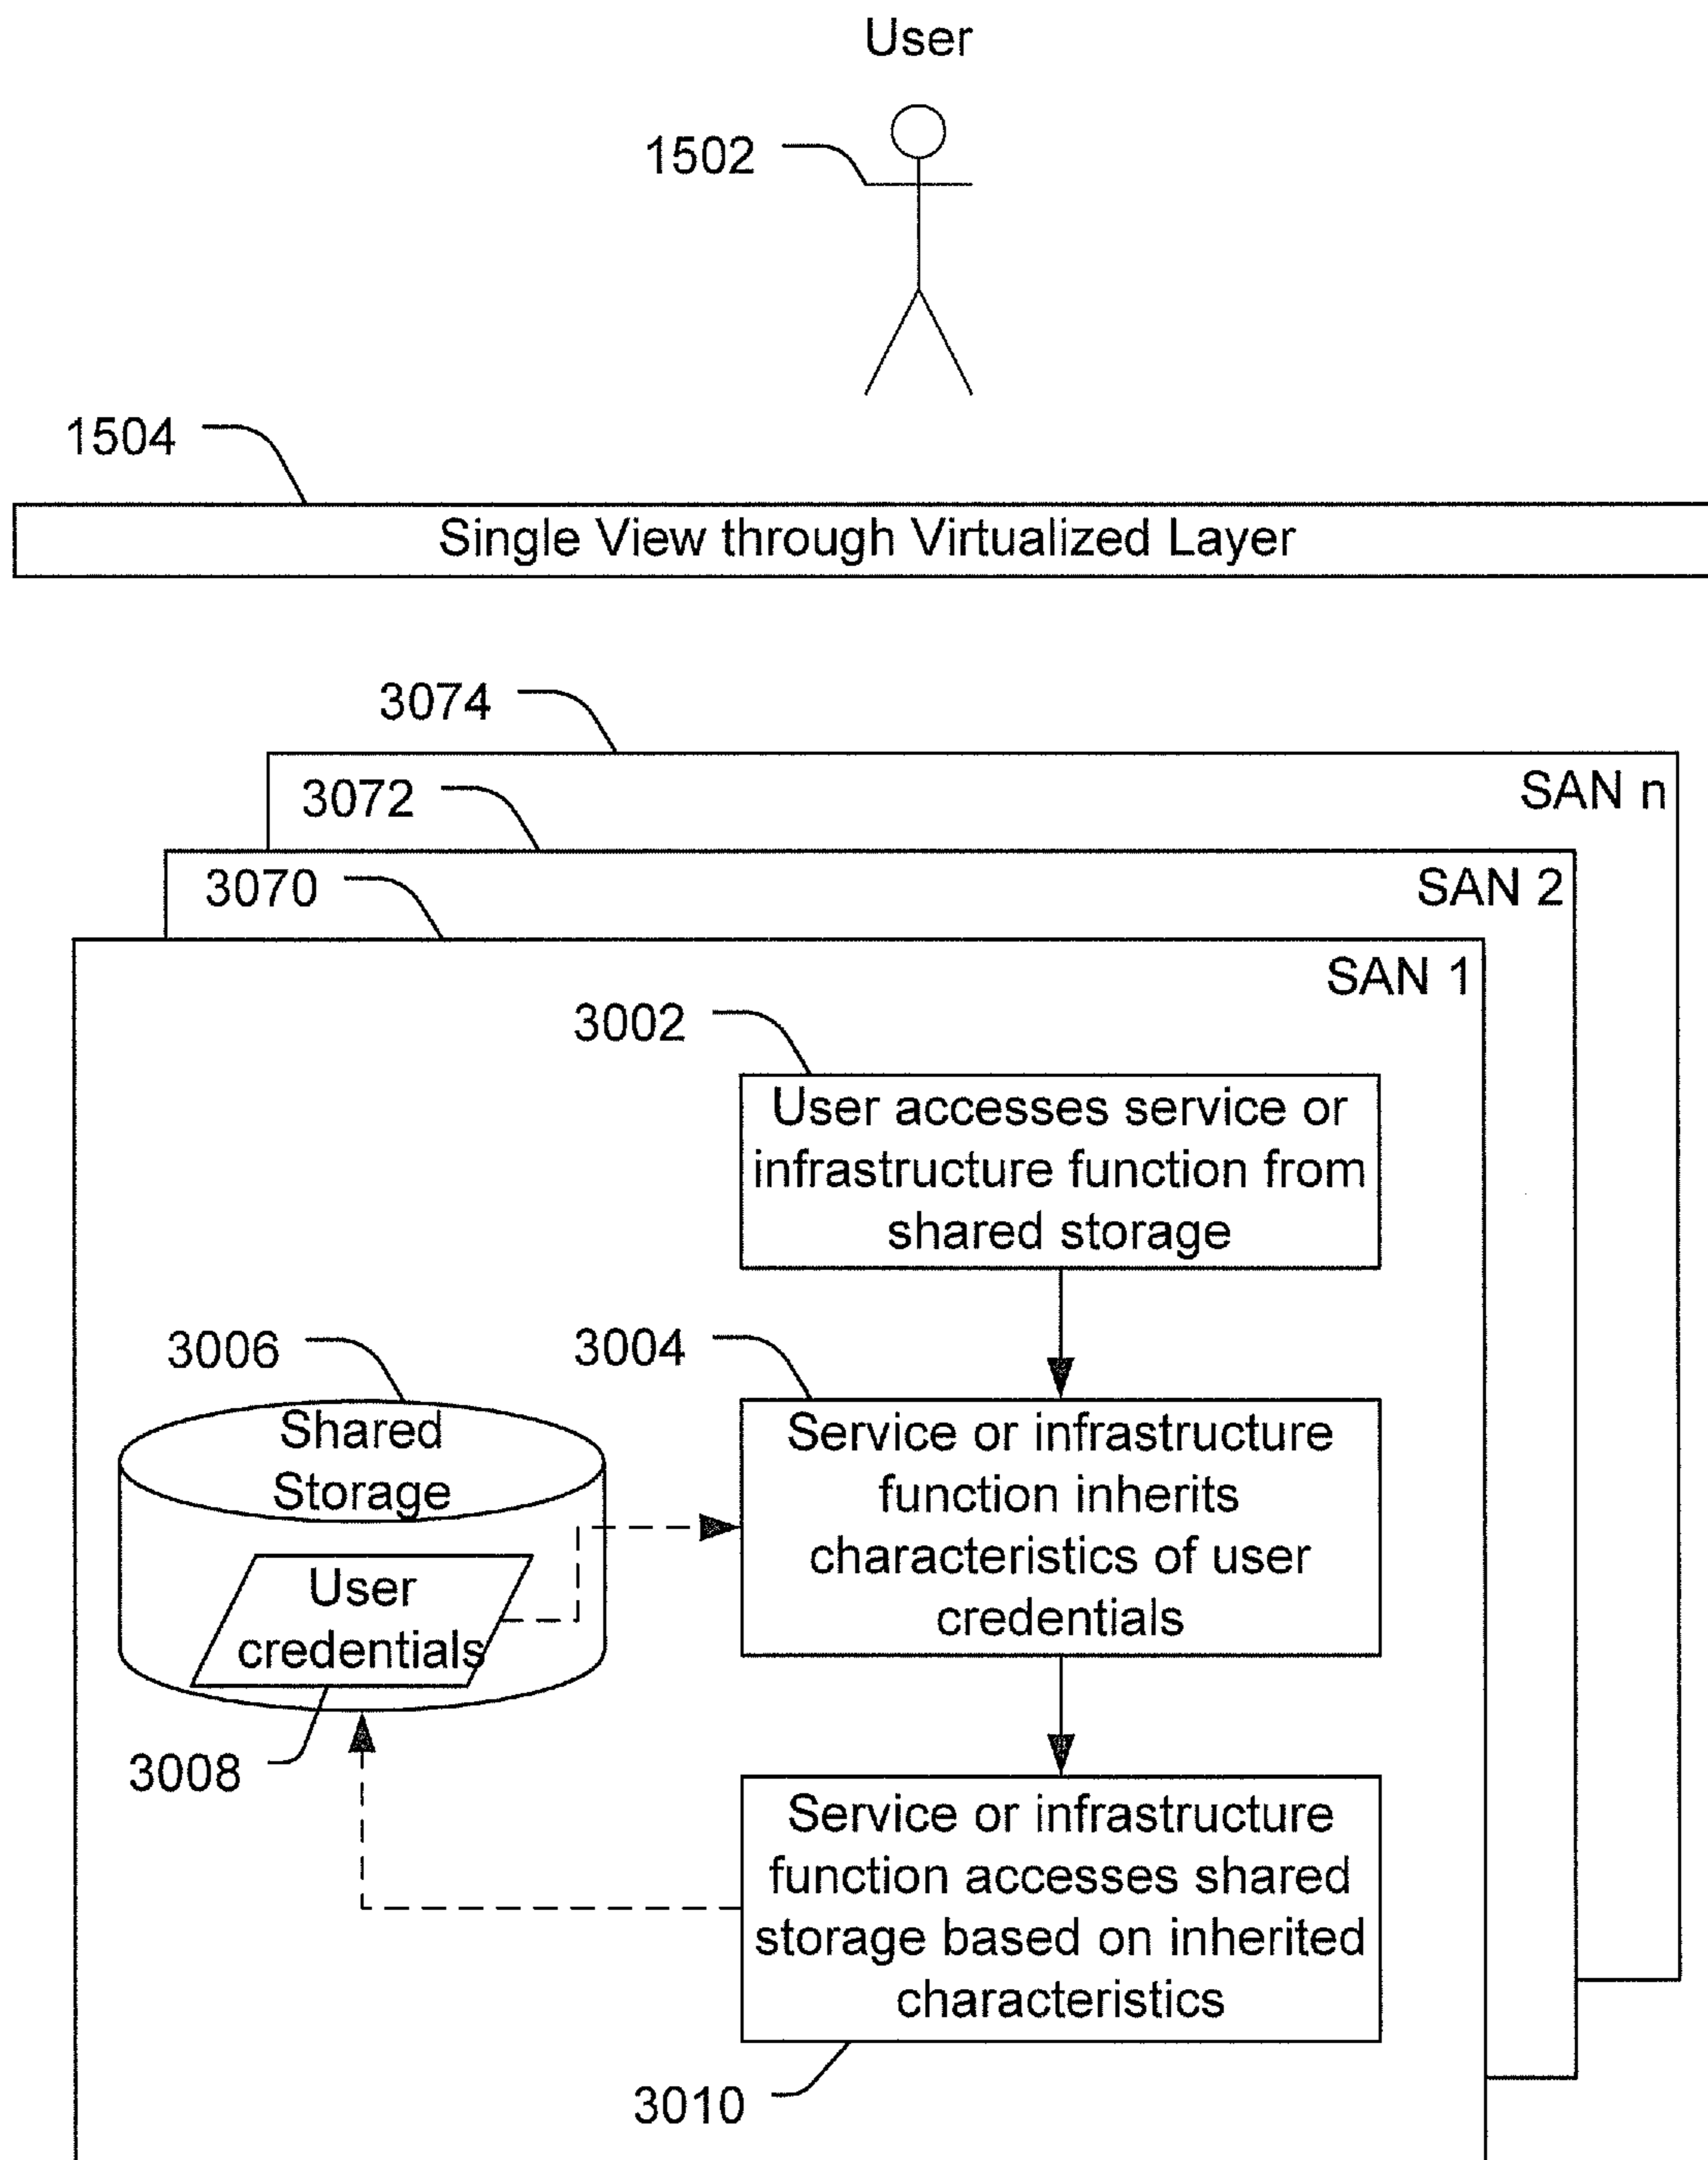 User
1502
1504
Single View through Virtualized Layer
3074
SAN n
3072
SAN 2
3070
SAN 1
3002
User accesses service or
infrastructure function from
shared storage
3006
3004
Shared
Storage
Service or infrastructure
function inherits
characteristics of user
credentials
User
credentials
3008
Service or infrastructure
function accesses shared
storage based on inherited
characteristics
3010